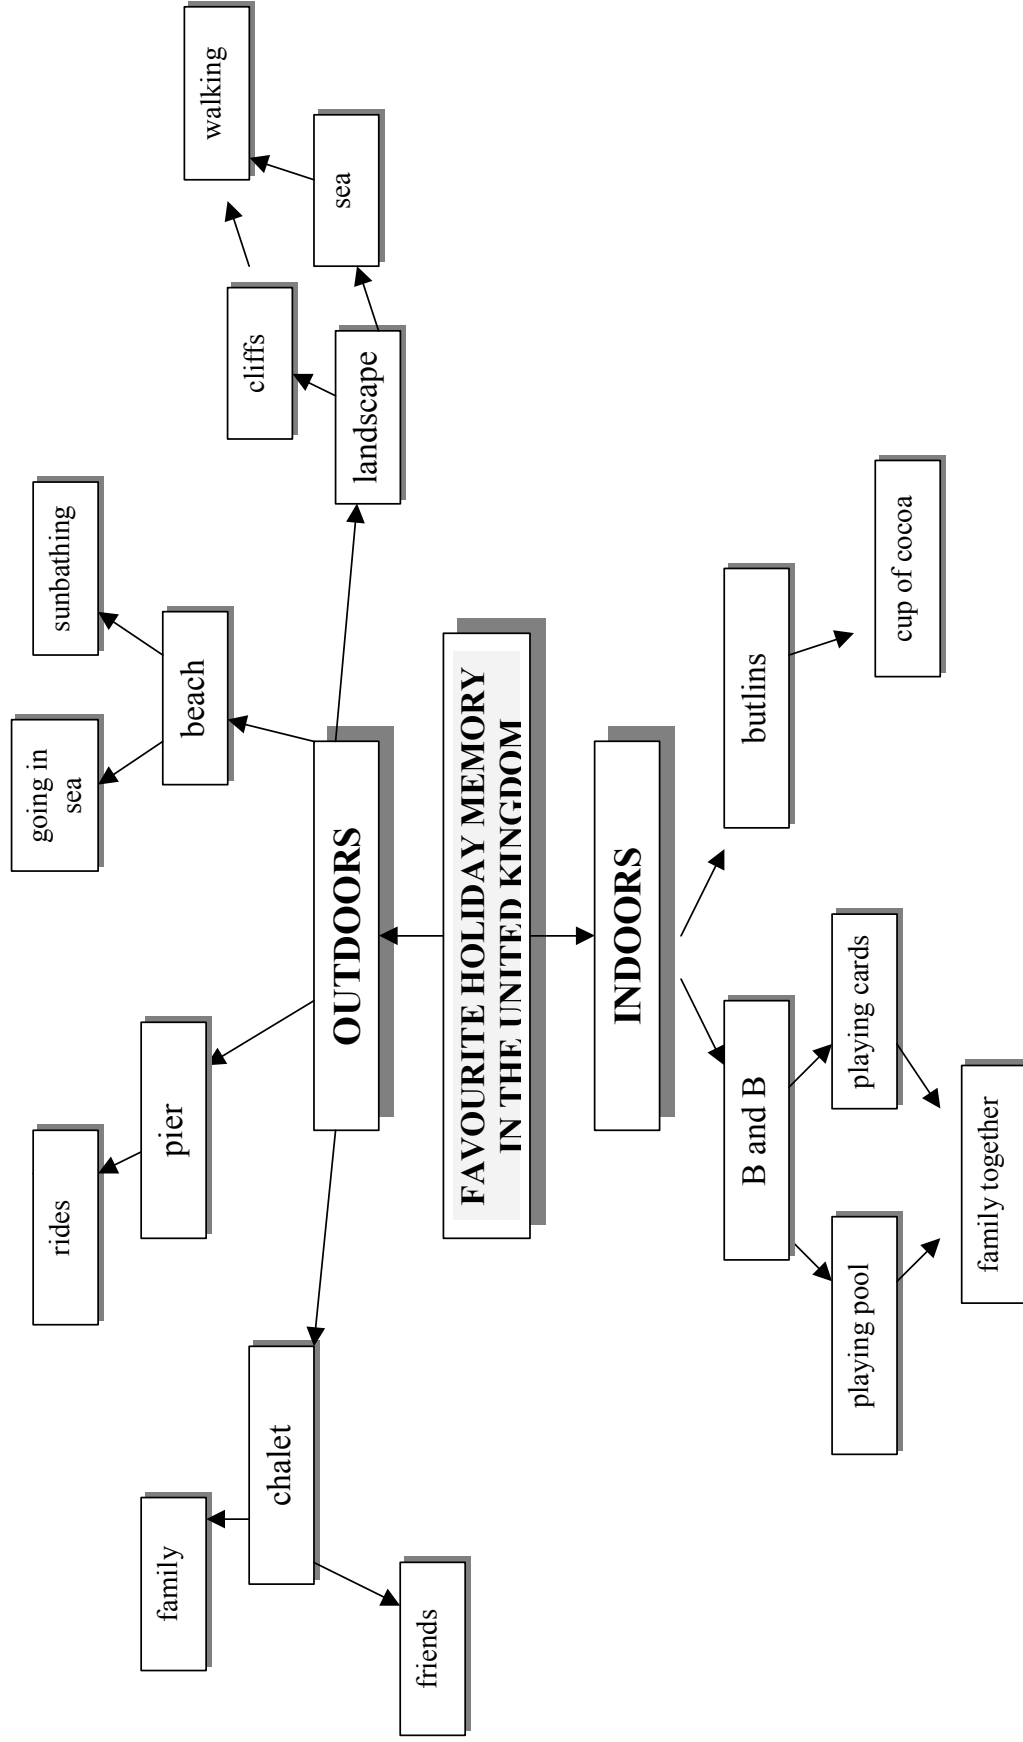 rides
going in
sea
sunbathing
family
pier
beach
walking
chalet
cliffs
OUTDOORS
landscape
sea
friends
FAVOURITE HOLIDAY MEMORY
IN THE UNITED KINGDOM
INDOORS
B and B
butlins
playing pool
playing cards
cup of cocoa
family together